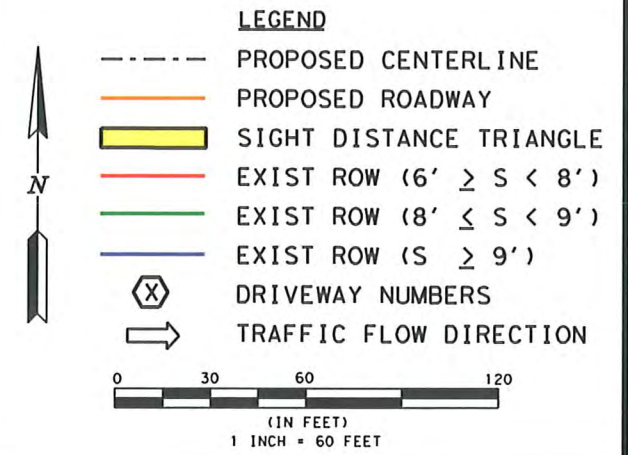 LEGEND
PROPOSED CENTERLINE
PROPOSED ROADWAY
SIGHT DISTANCE TRIANGLE
EXIST ROW (6' ≥ S < 8')
N
EXIST ROW (8' ≤ S < 9')
EXIST ROW (S ≥ 9')
X DRIVEWAY NUMBERS
TRAFFIC FLOW DIRECTION
0 30 60 120
(IN FEET)
1 INCH = 60 FEET